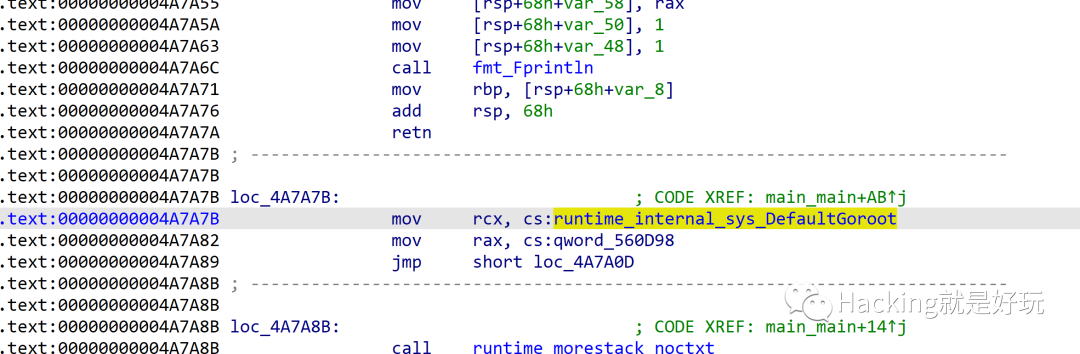 .text:00000000004A7A55 mov [rsp+68h+var_58], rax
.text:00000000004A7A5A mov [rsp+68h+var_50], 1
.text:00000000004A7A63 mov [rsp+68h+var_48], 1
.text:00000000004A7A6C call fmt_Fprintln
.text:00000000004A7A71 mov rbp, [rsp+68h+var_8]
.text:00000000004A7A76 add rsp, 68h
.text:00000000004A7A7A retn
.text:00000000004A7A7B ; ---------------------------------------------------------------------------
.text:00000000004A7A7B
.text:00000000004A7A7B loc_4A7A7B: ; CODE XREF: main_main+AB↑j
.text:00000000004A7A7B mov rcx, cs:runtime_internal_sys_DefaultGoroot
.text:00000000004A7A82 mov rax, cs:qword_560D98
.text:00000000004A7A89 jmp short loc_4A7A0D
.text:00000000004A7A8B ; ---------------------------------------------------------------------------
.text:00000000004A7A8B
.text:00000000004A7A8B loc_4A7A8B: ; CODE XREF: main_main+14↑j
.text:00000000004A7A8B call runtime_morestack_noctxt
Hacking就是好玩